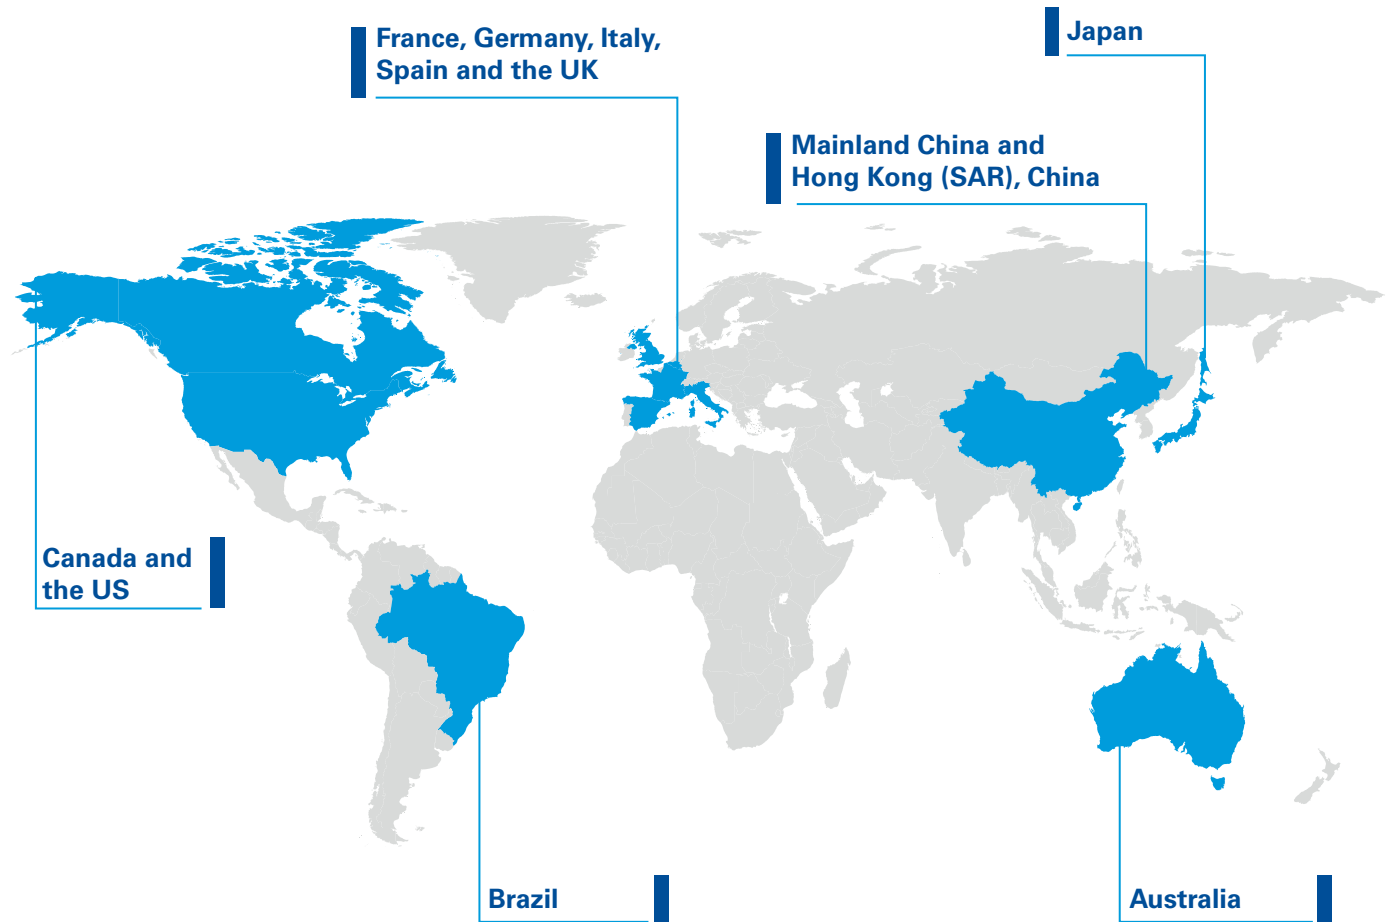 France, Germany, Italy,
Spain and the UK
Japan
Mainland China and
Hong Kong (SAR), China
Canada and
the US
Brazil
Australia